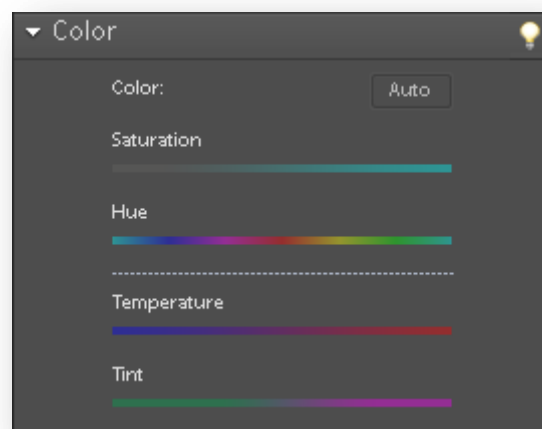 Color
Color:
Auto
Saturation
Hue
Temperature
Tint